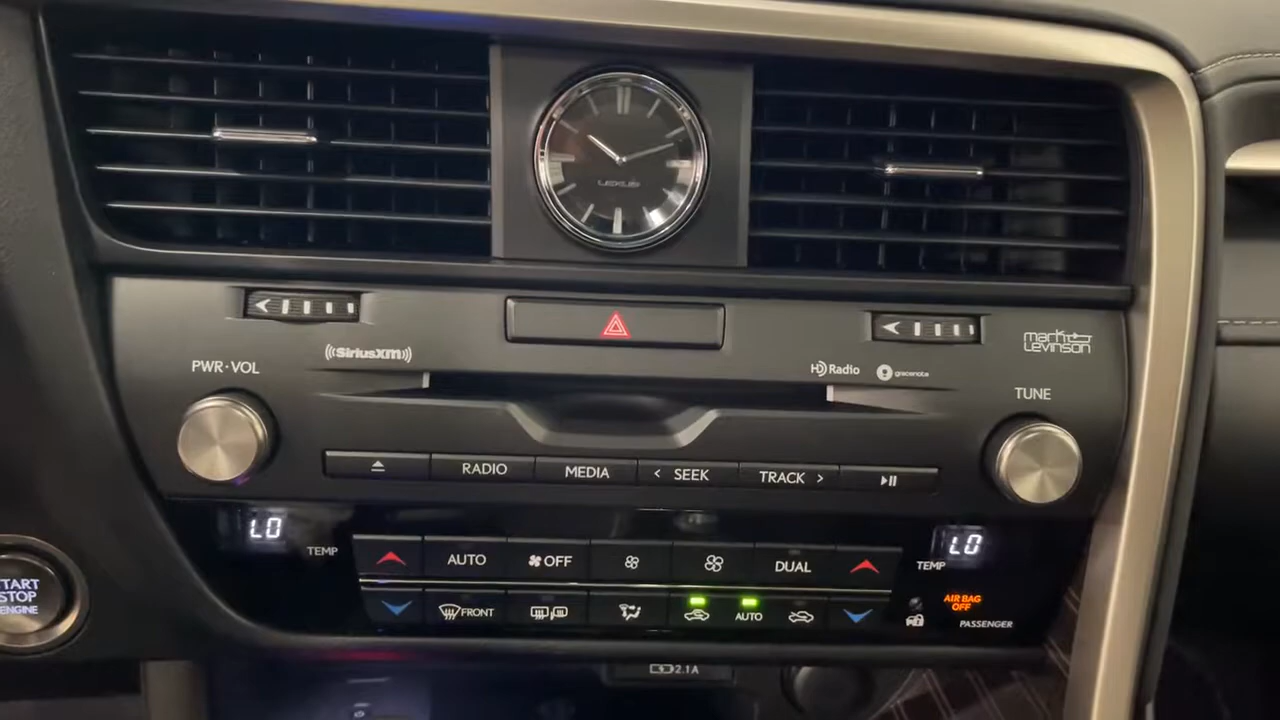 LEXUS
((SiriusXM))
mark
Levinson
HD Radio
gracenote
PWR·VOL
TUNE
RADIO
MEDIA
< SEEK
TRACK >
LO
TEMP
AUTO
OFF
DUAL
TEMP
LO
START
STOP
ENGINE
FRONT
AUTO
AIR BAG
OFF
PASSENGER
2.1A